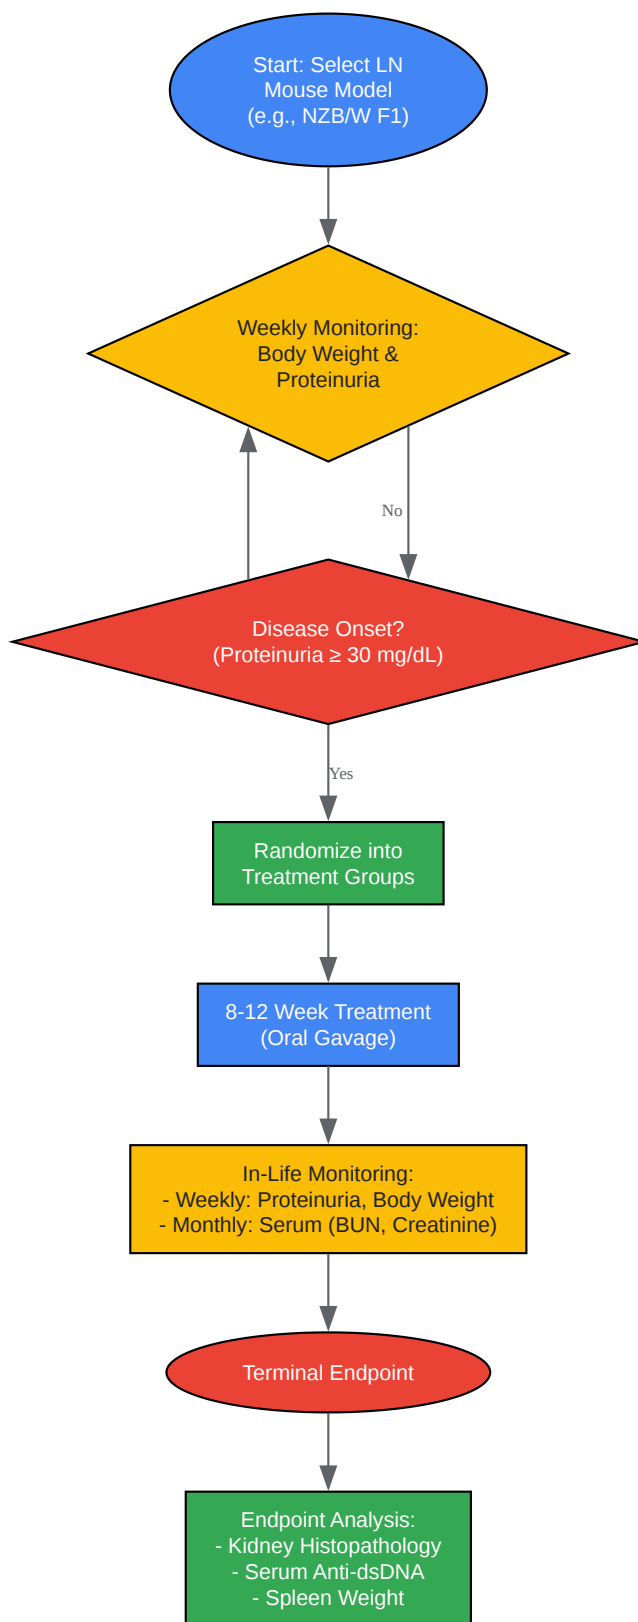 Start: Select LN
Mouse Model
(e.g., NZB/W F1)
Weekly Monitoring:
Body Weight &
Proteinuria
No
Disease Onset?
(Proteinuria ≥ 30 mg/dL)
Yes
Randomize into
Treatment Groups
8-12 Week Treatment
(Oral Gavage)
In-Life Monitoring:
- Weekly: Proteinuria, Body Weight
- Monthly: Serum (BUN, Creatinine)
Terminal Endpoint
Endpoint Analysis:
- Kidney Histopathology
- Serum Anti-dsDNA
- Spleen Weight